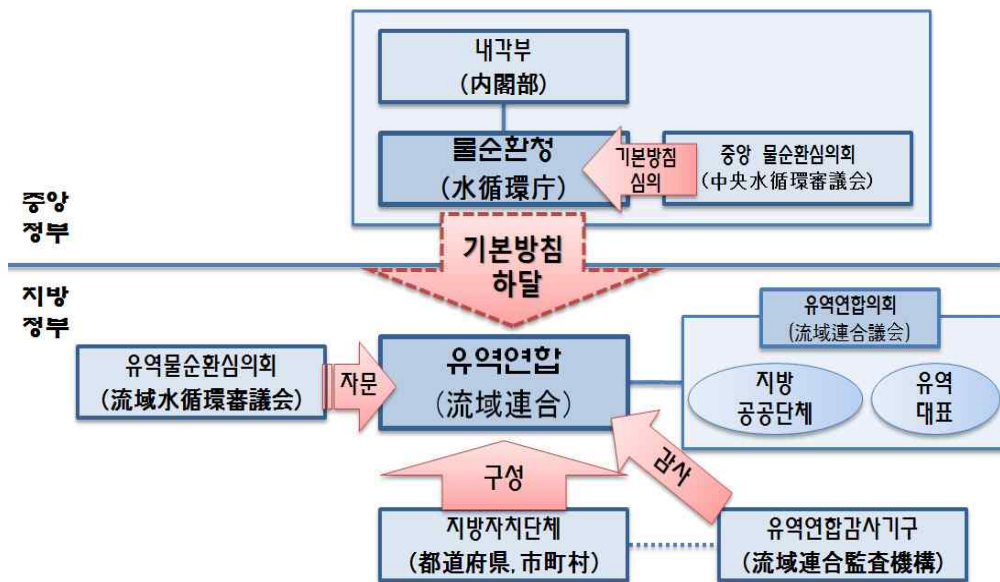 내각부
(内閣部)
물순환청
(水循環庁)
기본방침
심의
중앙 물순환심의회
(中央水循環審議会)
중앙
정부
기본방침
하달
지방
정부
유역연합의회
(流域連合議会)
유역물순환심의회
(流域水循環審議会)
자문
유역연합
(流域連合)
지방
공공단체
유역
대표
구성
감사
지방자치단체
(都道府県, 市町村)
유역연합감사기구
(流域連合監査機構)